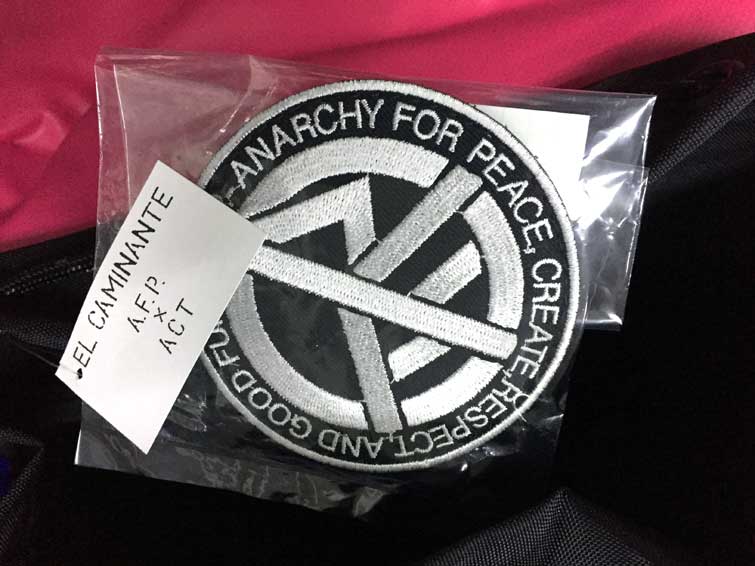 ANARCHY FOR PEACE, CREATE, RESPECT, AND GOOD
EL CAMINANTE
A.F.P.
x
ACT